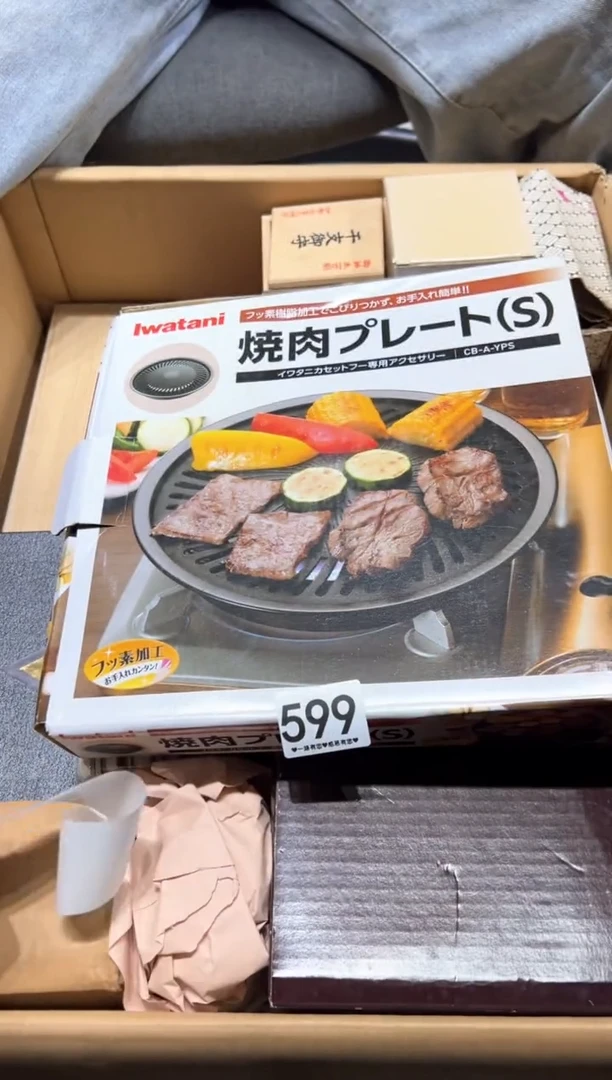 干支御守
Iwatani
フッ素樹脂加工でこびりつかず、お手入れ簡単!!
焼肉プレート(S)
イワタニカセットフー専用アクセサリー | CB-A-YPS
フッ素加工
お手入れカンタン!
599
焼肉プレート(S)